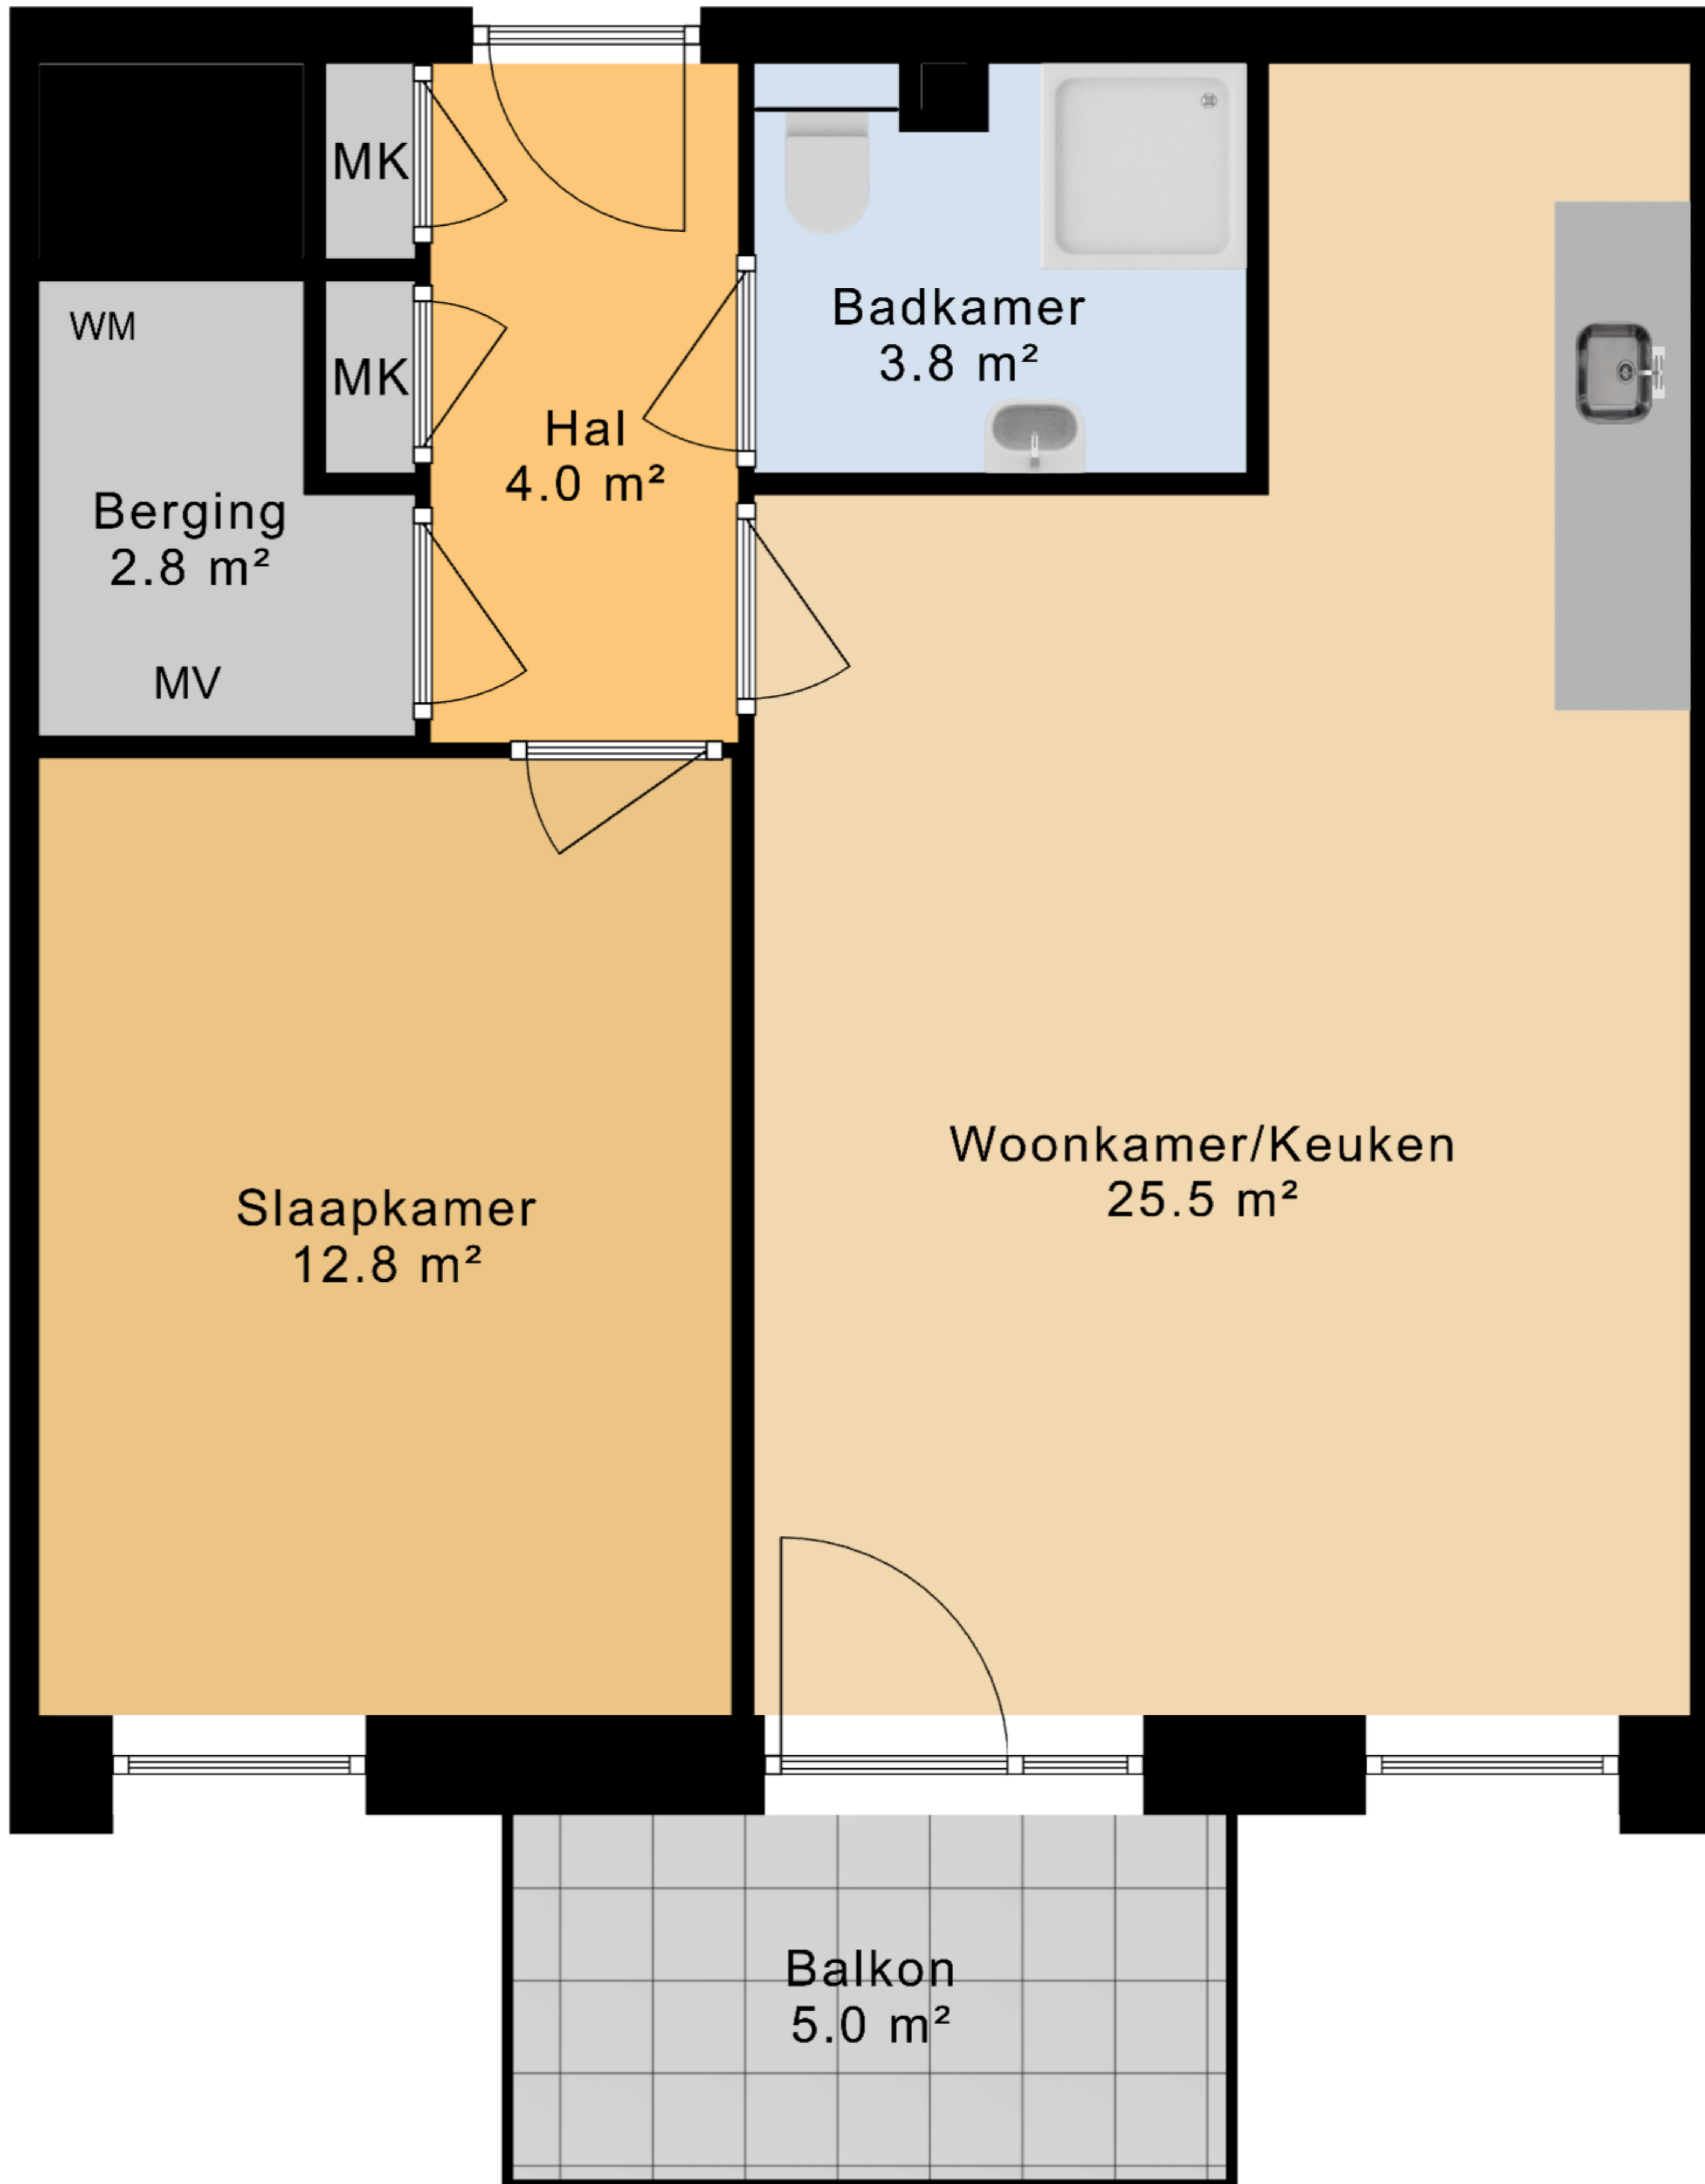 MK
WM
MK
Badkamer
3.8 m²
Hal
4.0 m²
Berging
2.8 m²
MV
Woonkamer/Keuken
25.5 m²
Slaapkamer
12.8 m²
Balkon
5.0 m²